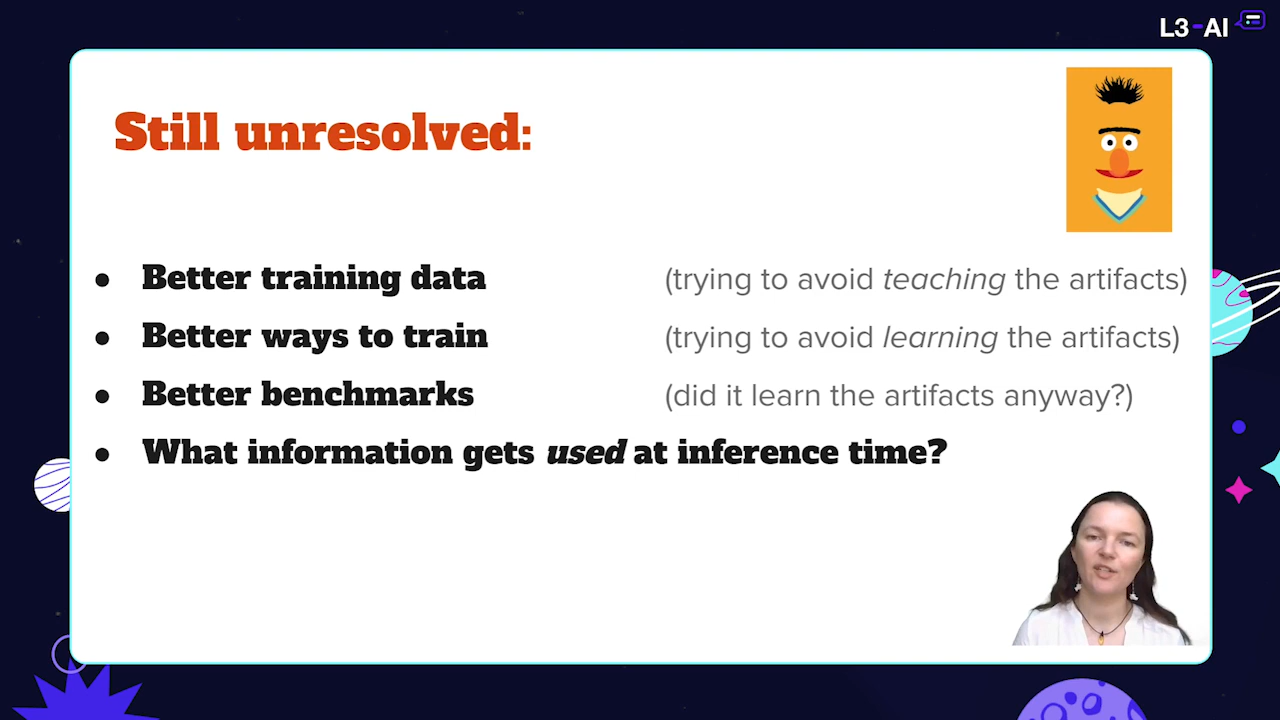 L3-AI
Still unresolved:
● Better training data (trying to avoid teaching the artifacts)
● Better ways to train (trying to avoid learning the artifacts)
● Better benchmarks (did it learn the artifacts anyway?)
● What information gets used at inference time?